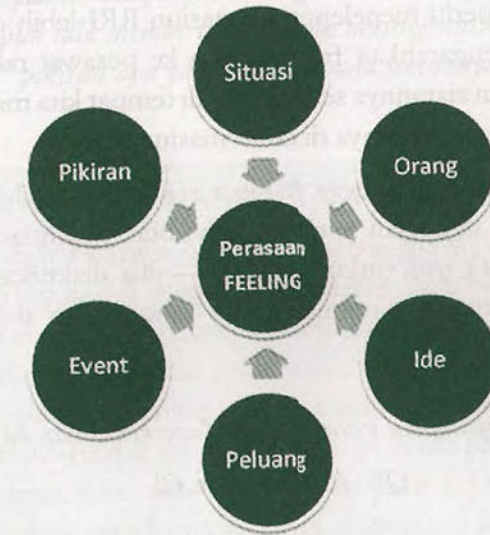 Situasi
Pikiran
Orang
Perasaan
FEELING
Event
Ide
Peluang